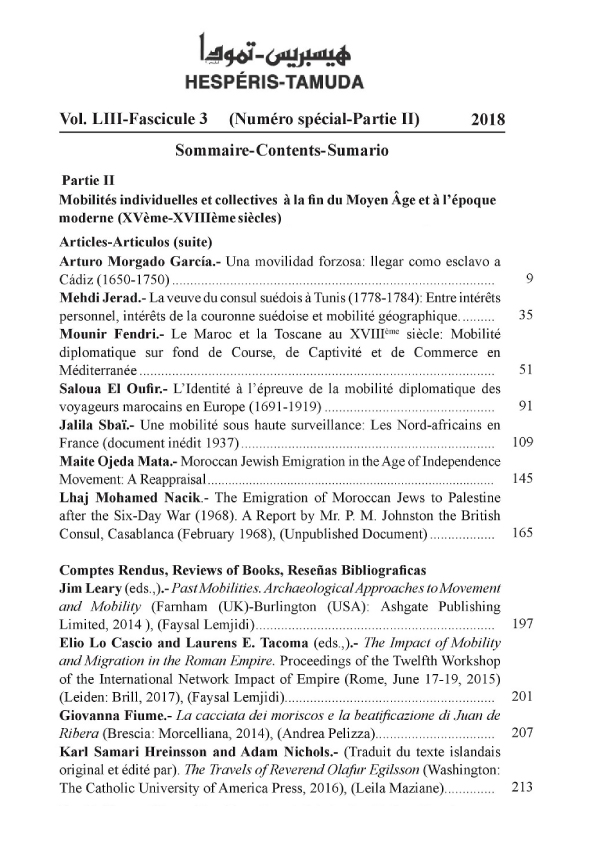 هيسبريس-تمودا
HESPÉRIS-TAMUDA
Vol. LIII-Fascicule 3 (Numéro spécial-Partie II) 2018
Sommaire-Contents-Sumario
Partie II
Mobilités individuelles et collectives à la fin du Moyen Âge et à l'époque
moderne (XVème-XVIIIème siècles)
Articles-Articulos (suite)
Arturo Morgado García.- Una movilidad forzosa: llegar como esclavo a
Cádiz (1650-1750) ........ 9
Mehdi Jerad.- La veuve du consul suédois à Tunis (1778-1784): Entre intérêts
personnel, intérêts de la couronne suédoise et mobilité géographique.......... 35
Mounir Fendri.- Le Maroc et la Toscane au XVIIIème siècle: Mobilité
diplomatique sur fond de Course, de Captivité et de Commerce en
Méditerranée ........ 51
Saloua El Oufir.- L'Identité à l'épreuve de la mobilité diplomatique des
voyageurs marocains en Europe (1691-1919) ........ 91
Jalila Sbaï.- Une mobilité sous haute surveillance: Les Nord-africains en
France (document inédit 1937) ........ 109
Maite Ojeda Mata.- Moroccan Jewish Emigration in the Age of Independence
Movement: A Reappraisal ........ 145
Lhaj Mohamed Nacik.- The Emigration of Moroccan Jews to Palestine
after the Six-Day War (1968). A Report by Mr. P. M. Johnston the British
Consul, Casablanca (February 1968), (Unpublished Document) ........ 165
Comptes Rendus, Reviews of Books, Reseñas Bibliograficas
Jim Leary (eds.,).- Past Mobilities. Archaeological Approaches to Movement
and Mobility (Farnham (UK)-Burlington (USA): Ashgate Publishing
Limited, 2014 ), (Faysal Lemjidi) ........ 197
Elio Lo Cascio and Laurens E. Tacoma (eds.,).- The Impact of Mobility
and Migration in the Roman Empire. Proceedings of the Twelfth Workshop
of the International Network Impact of Empire (Rome, June 17-19, 2015)
(Leiden: Brill, 2017), (Faysal Lemjidi) ........ 201
Giovanna Fiume.- La cacciata dei moriscos e la beatificazione di Juan de
Ribera (Brescia: Morcelliana, 2014), (Andrea Pelizza) ........ 207
Karl Samari Hreinsson and Adam Nichols.- (Traduit du texte islandais
original et édité par). The Travels of Reverend Olafur Egilsson (Washington:
The Catholic University of America Press, 2016), (Leila Maziane) ........ 213